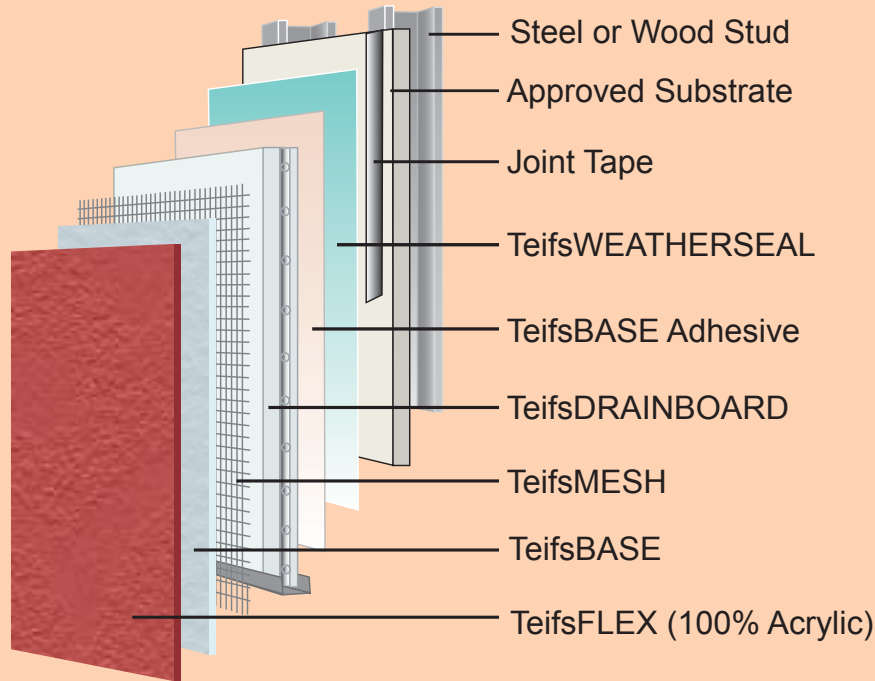 Steel or Wood Stud
Approved Substrate
Joint Tape
TeifsWEATHERSEAL
TeifsBASE Adhesive
TeifsDRAINBOARD
TeifsMESH
TeifsBASE
TeifsFLEX (100% Acrylic)